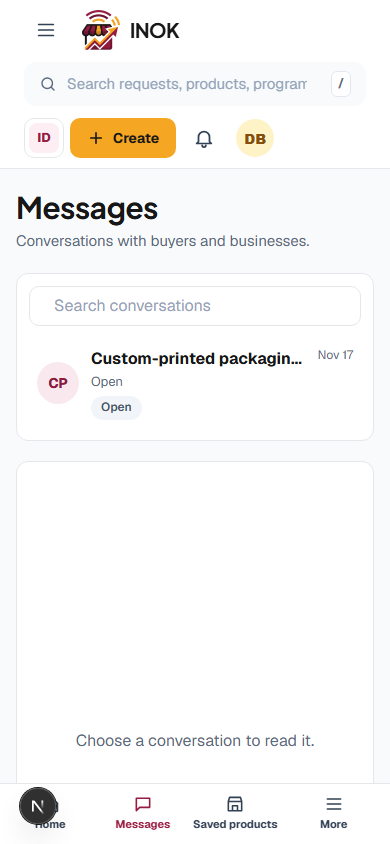 INOK
Search requests, products, program
/
ID
Create
DB
Messages
Conversations with buyers and businesses.
Search conversations
Custom-printed packagin...
Nov 17
CP
Open
Open
Choose a conversation to read it.
N
Home
Messages
Saved products
More